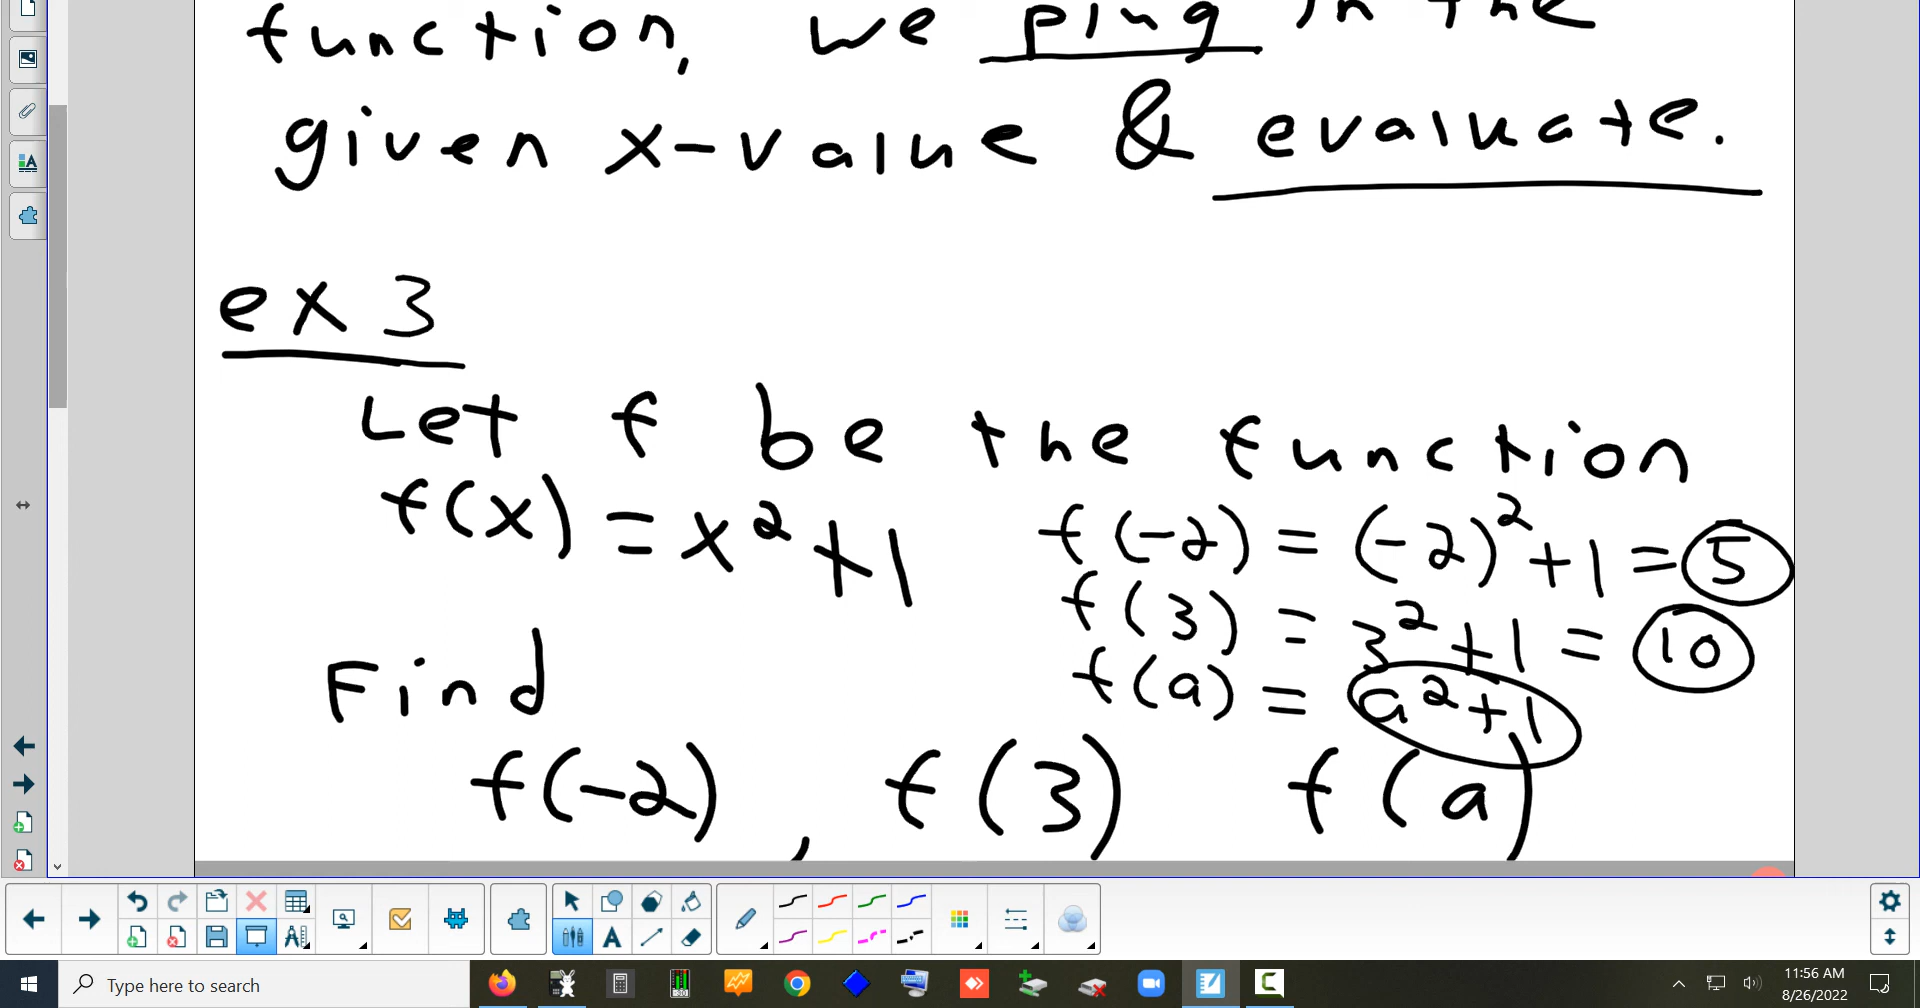 function, we plug in the
given x-value & evaluate.
ex 3
Let f be the function
f(x) = x² + 1
f(-2) = (-2)² + 1 = 5
f(3) = 3² + 1 = 10
f(a) = a² + 1
Find
f(-2), f(3) f(a)
Type here to search
11:56 AM
8/26/2022